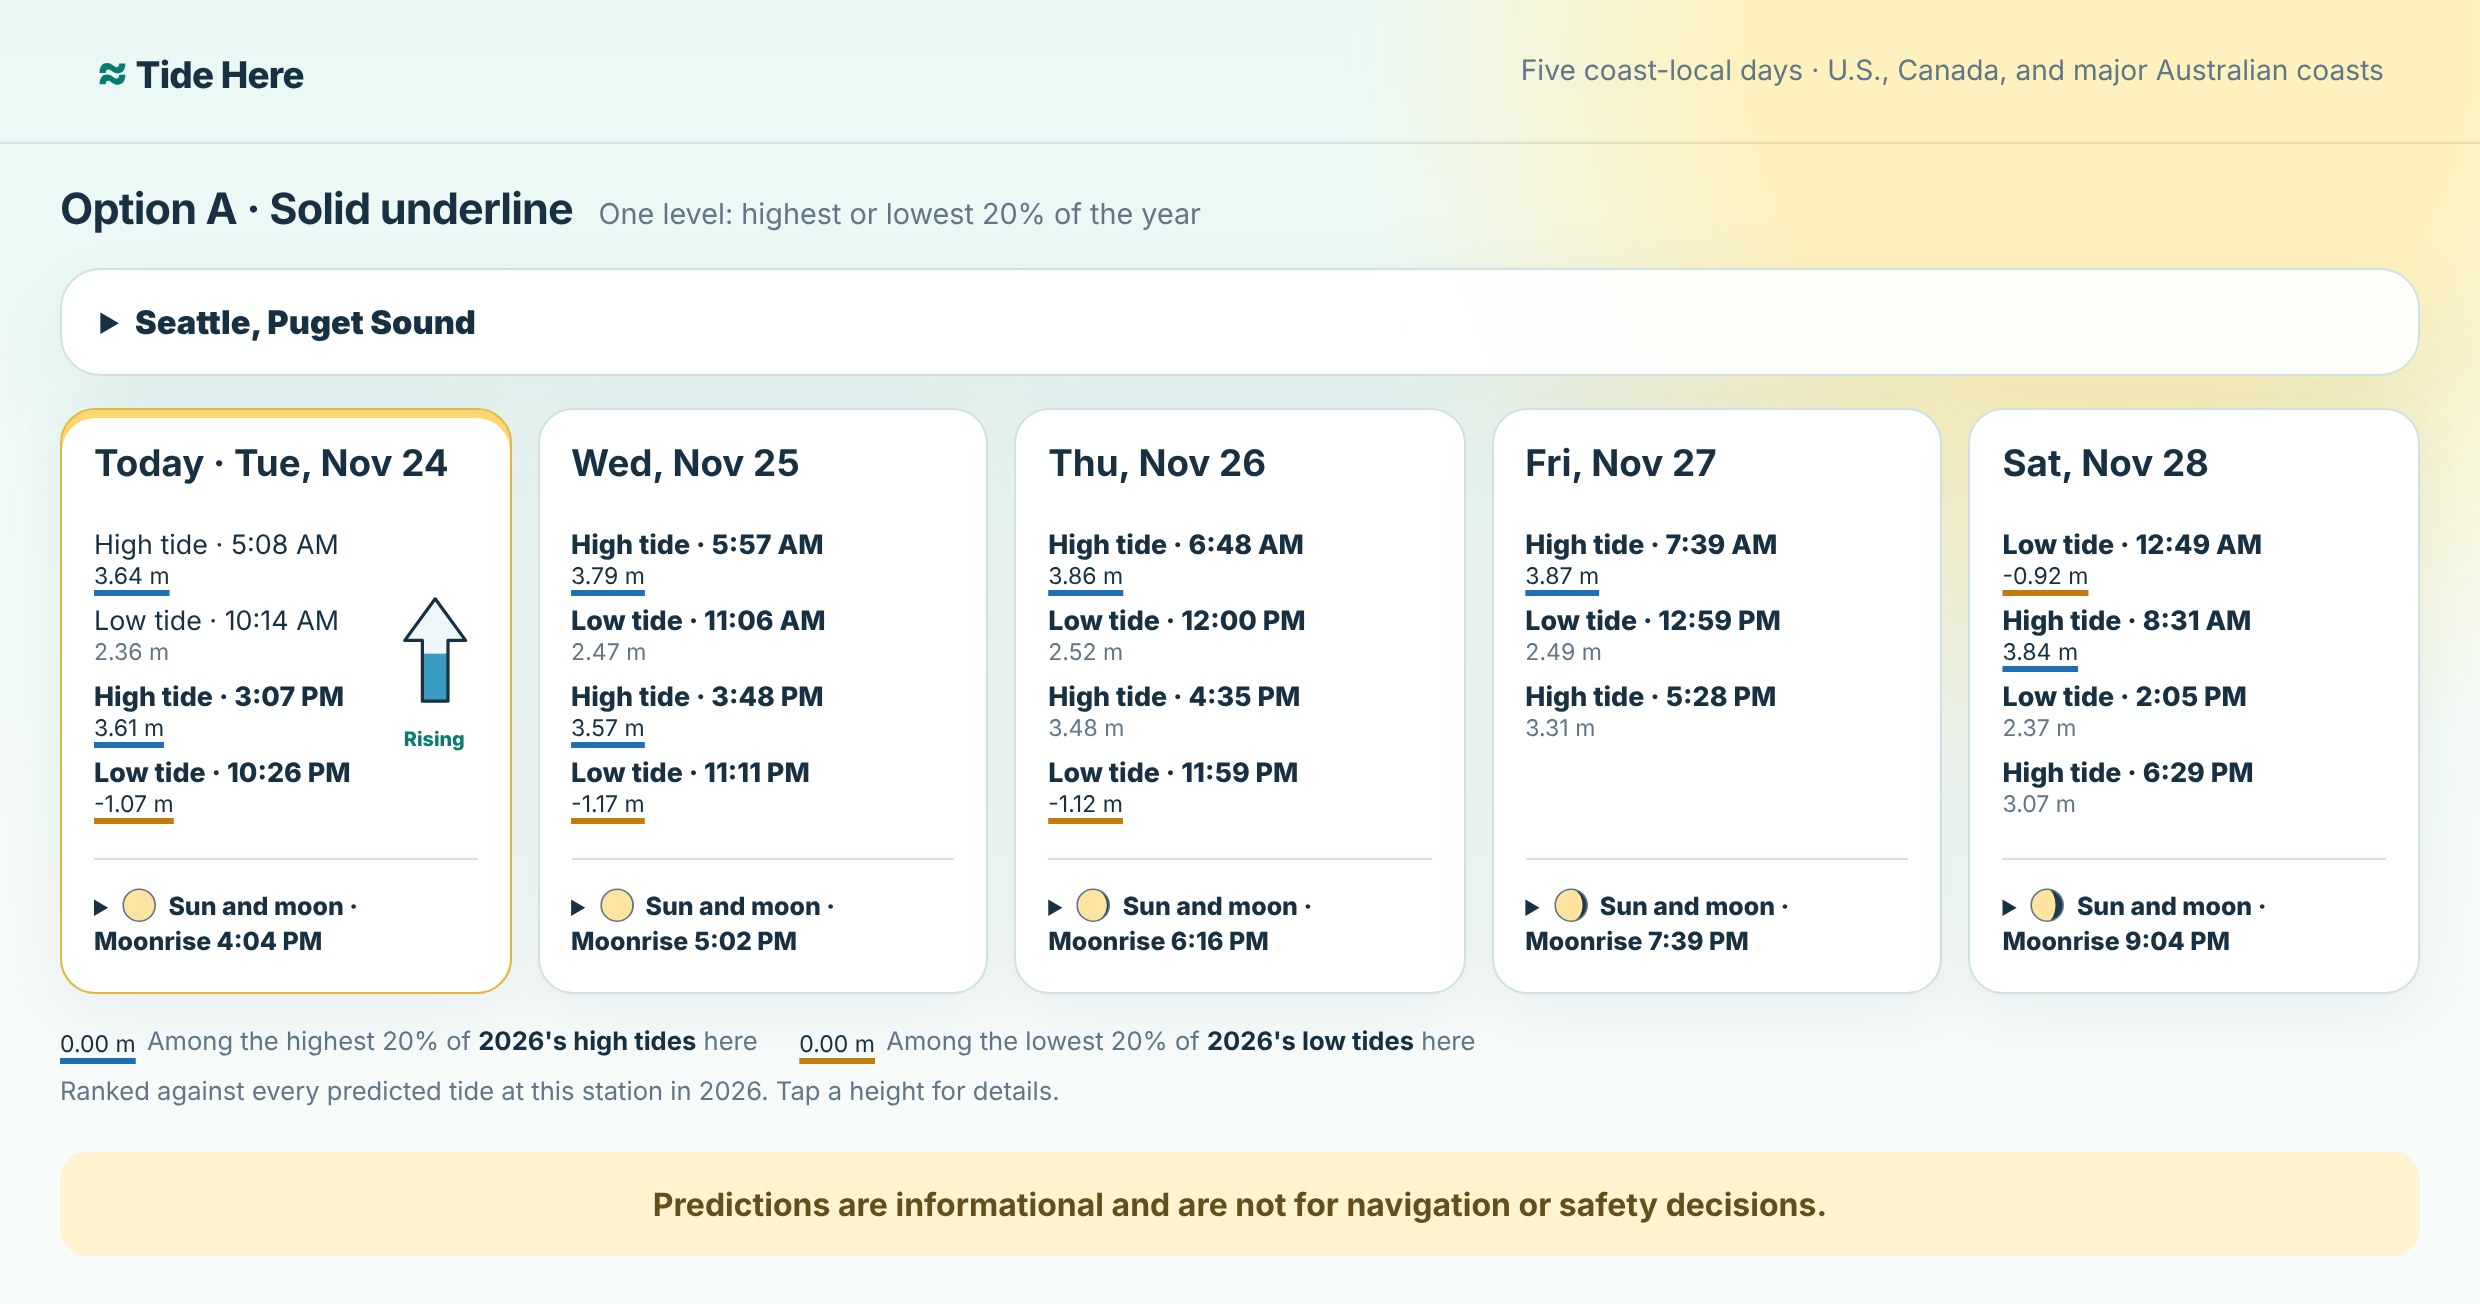 Tide Here
Five coast-local days · U.S., Canada, and major Australian coasts
Option A · Solid underline
One level: highest or lowest 20% of the year
Seattle, Puget Sound
Today · Tue, Nov 24
High tide · 5:08 AM
3.64 m
Low tide · 10:14 AM
2.36 m
High tide · 3:07 PM
3.61 m
Low tide · 10:26 PM
-1.07 m
Rising
Sun and moon ·
Moonrise 4:04 PM
Wed, Nov 25
High tide · 5:57 AM
3.79 m
Low tide · 11:06 AM
2.47 m
High tide · 3:48 PM
3.57 m
Low tide · 11:11 PM
-1.17 m
Sun and moon ·
Moonrise 5:02 PM
Thu, Nov 26
High tide · 6:48 AM
3.86 m
Low tide · 12:00 PM
2.52 m
High tide · 4:35 PM
3.48 m
Low tide · 11:59 PM
-1.12 m
Sun and moon ·
Moonrise 6:16 PM
Fri, Nov 27
High tide · 7:39 AM
3.87 m
Low tide · 12:59 PM
2.49 m
High tide · 5:28 PM
3.31 m
Sun and moon ·
Moonrise 7:39 PM
Sat, Nov 28
Low tide · 12:49 AM
-0.92 m
High tide · 8:31 AM
3.84 m
Low tide · 2:05 PM
2.37 m
High tide · 6:29 PM
3.07 m
Sun and moon ·
Moonrise 9:04 PM
0.00 m Among the highest 20% of 2026's high tides here
0.00 m Among the lowest 20% of 2026's low tides here
Ranked against every predicted tide at this station in 2026. Tap a height for details.
Predictions are informational and are not for navigation or safety decisions.